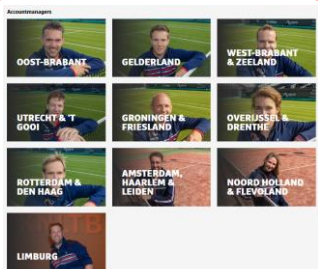 Accountmanagers
OOST-BRABANT
GELDERLAND
WEST-BRABANT
& ZEELAND
UTRECHT & 'T
GOOI
GRONINGEN &
FRIESLAND
OVERIJSSEL &
DRENTHE
ROTTERDAM &
DEN HAAG
AMSTERDAM,
HAARLEM &
LEIDEN
NOORD HOLLAND
& FLEVOLAND
LIMBURG